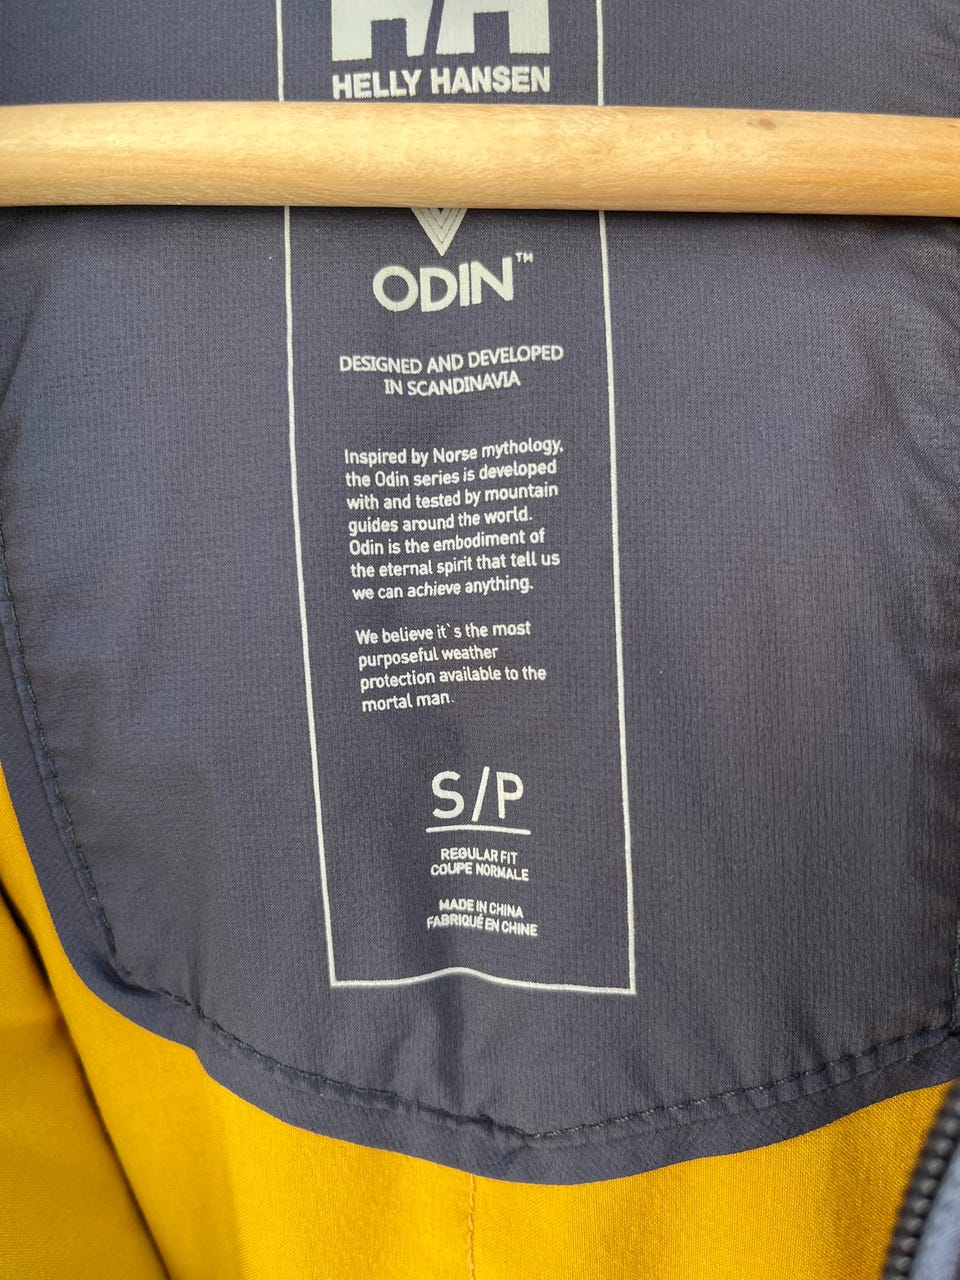 HH
HELLY HANSEN
ODIN™
DESIGNED AND DEVELOPED
IN SCANDINAVIA
Inspired by Norse mythology,
the Odin series is developed
with and tested by mountain
guides around the world.
Odin is the embodiment of
the eternal spirit that tell us
we can achieve anything.
We believe it`s the most
purposeful weather
protection available to the
mortal man.
S/P
REGULAR FIT
COUPE NORMALE
MADE IN CHINA
FABRIQUÉ EN CHINE